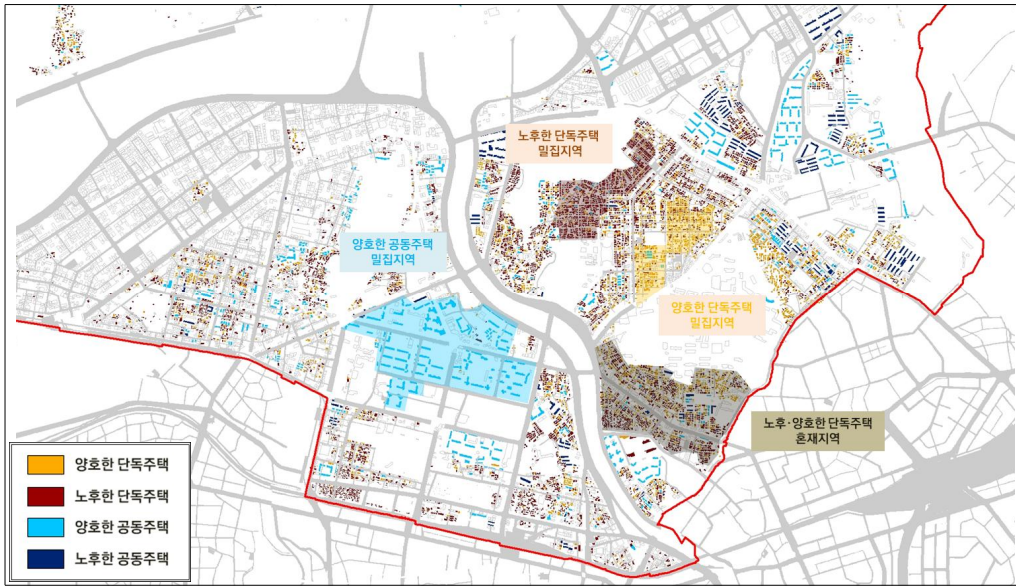 노후한 단독주택
밀집지역
양호한 공동주택
밀집지역
양호한 단독주택
밀집지역
노후·양호한 단독주택
혼재지역
양호한 단독주택
노후한 단독주택
양호한 공동주택
노후한 공동주택